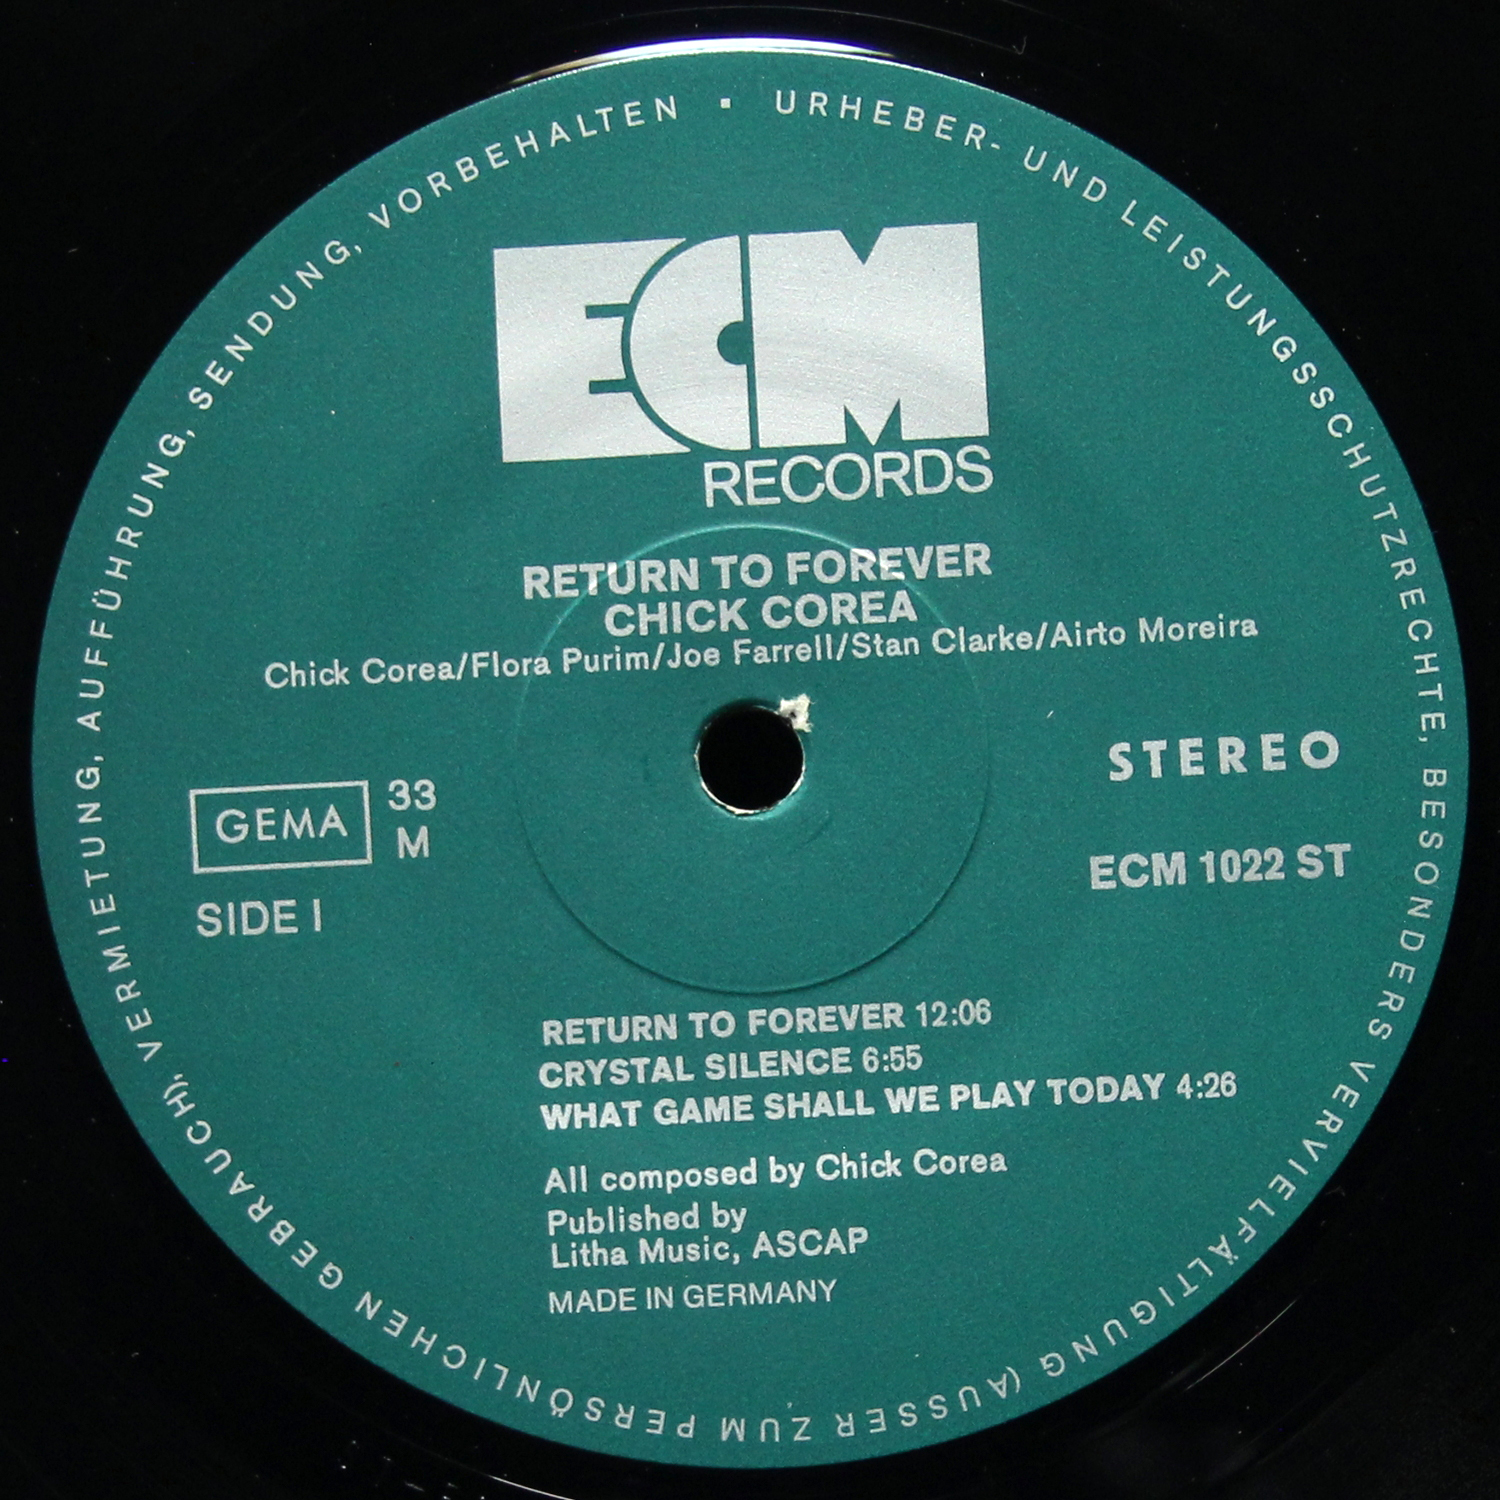 URHEBER- UND LEISTUNGSSCHUTZRECHTE, BESONDERS VERVIELFÄLTIGUNG (AUSSER ZUM PERSÖNLICHEN GEBRAUCH), VERMIETUNG, AUFFÜHRUNG, SENDUNG, VORBEHALTEN ▪
ECM
RECORDS
RETURN TO FOREVER
CHICK COREA
Chick Corea/Flora Purim/Joe Farrell/Stan Clarke/Airto Moreira
STEREO
GEMA 33
M
ECM 1022 ST
SIDE I
RETURN TO FOREVER 12:06
CRYSTAL SILENCE 6:55
WHAT GAME SHALL WE PLAY TODAY 4:26
All composed by Chick Corea
Published by
Litha Music, ASCAP
MADE IN GERMANY